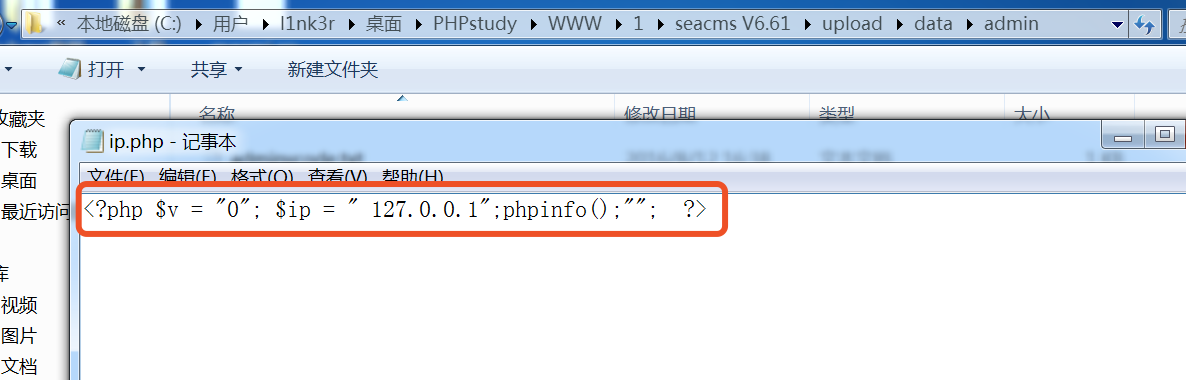 « 本地磁盘 (C:) ▸ 用户 ▸ l1nk3r ▸ 桌面 ▸ PHPstudy ▸ WWW ▸ 1 ▸ seacms V6.61 ▸ upload ▸ data ▸ admin
打开 共享 新建文件夹
名称 修改日期 类型 大小
收藏夹
下载
桌面
最近访问
库
视频
图片
文档
ip.php - 记事本
文件(F) 编辑(E) 格式(O) 查看(V) 帮助(H)
<?php $v = "0"; $ip = " 127.0.0.1";phpinfo();"";  ?>